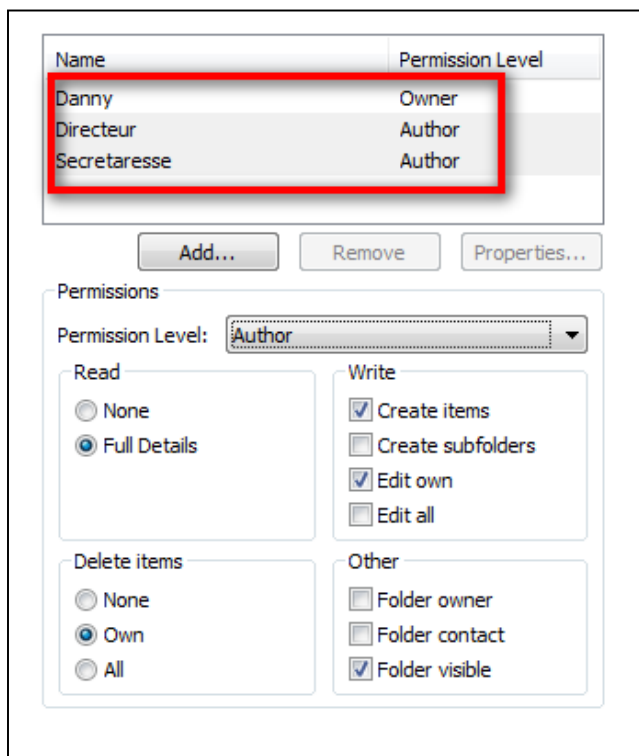 Name Permission Level
Danny Owner
Directeur Author
Secretaresse Author
Add... Remove Properties...
Permissions
Permission Level: Author
Read
None
Full Details
Write
Create items
Create subfolders
Edit own
Edit all
Delete items
None
Own
All
Other
Folder owner
Folder contact
Folder visible